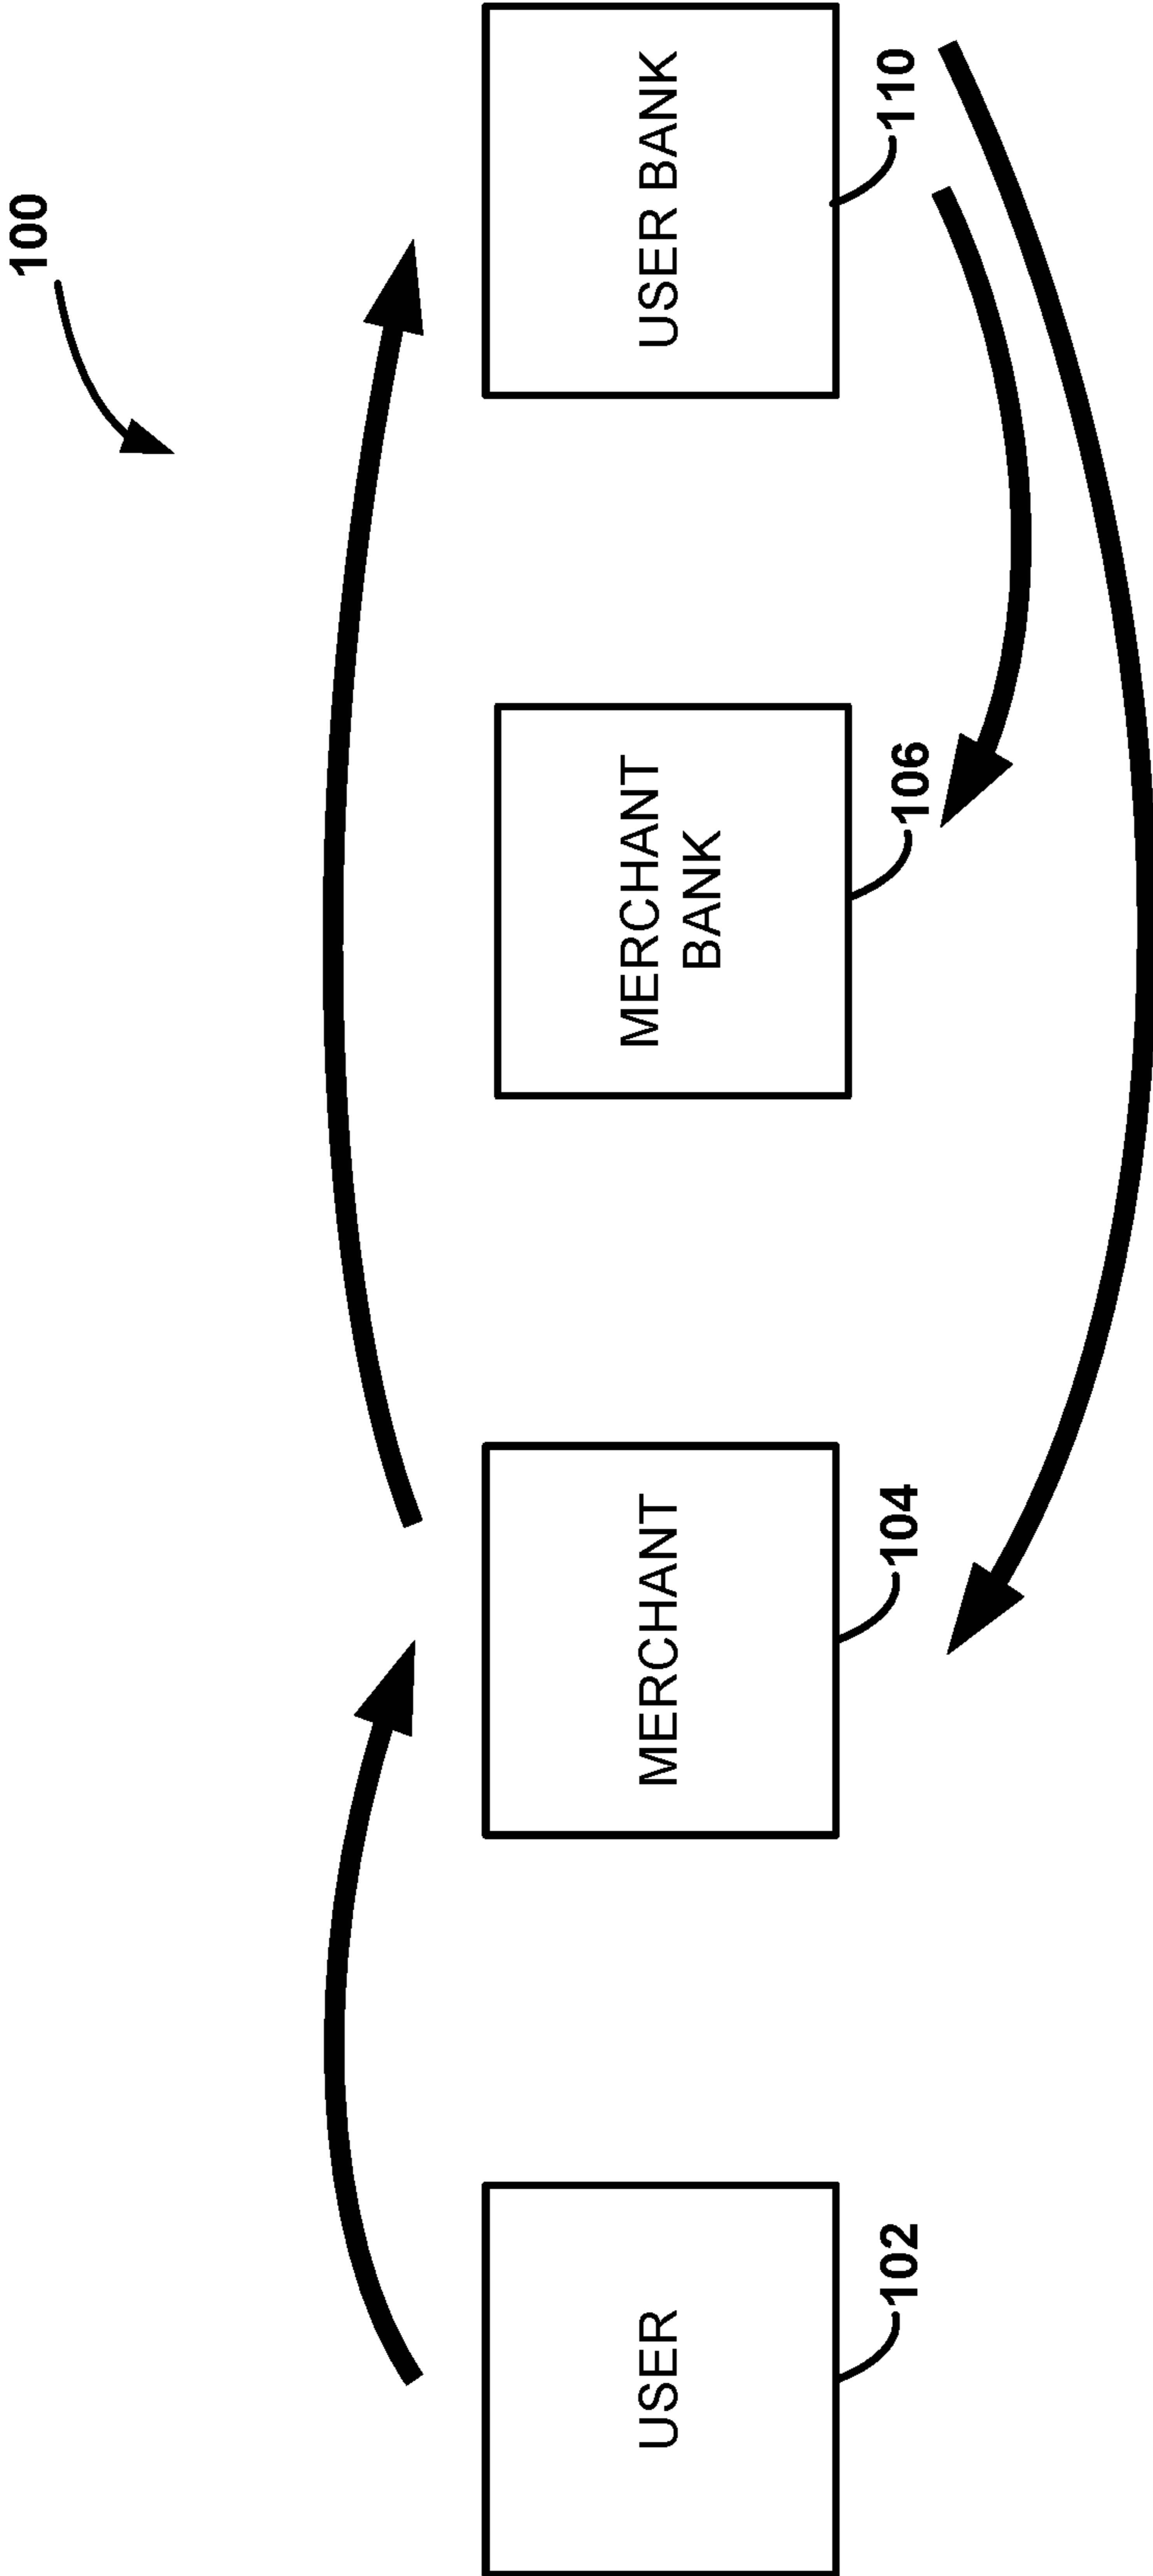 100
USER
MERCHANT
MERCHANT
BANK
USER BANK
102
104
106
110